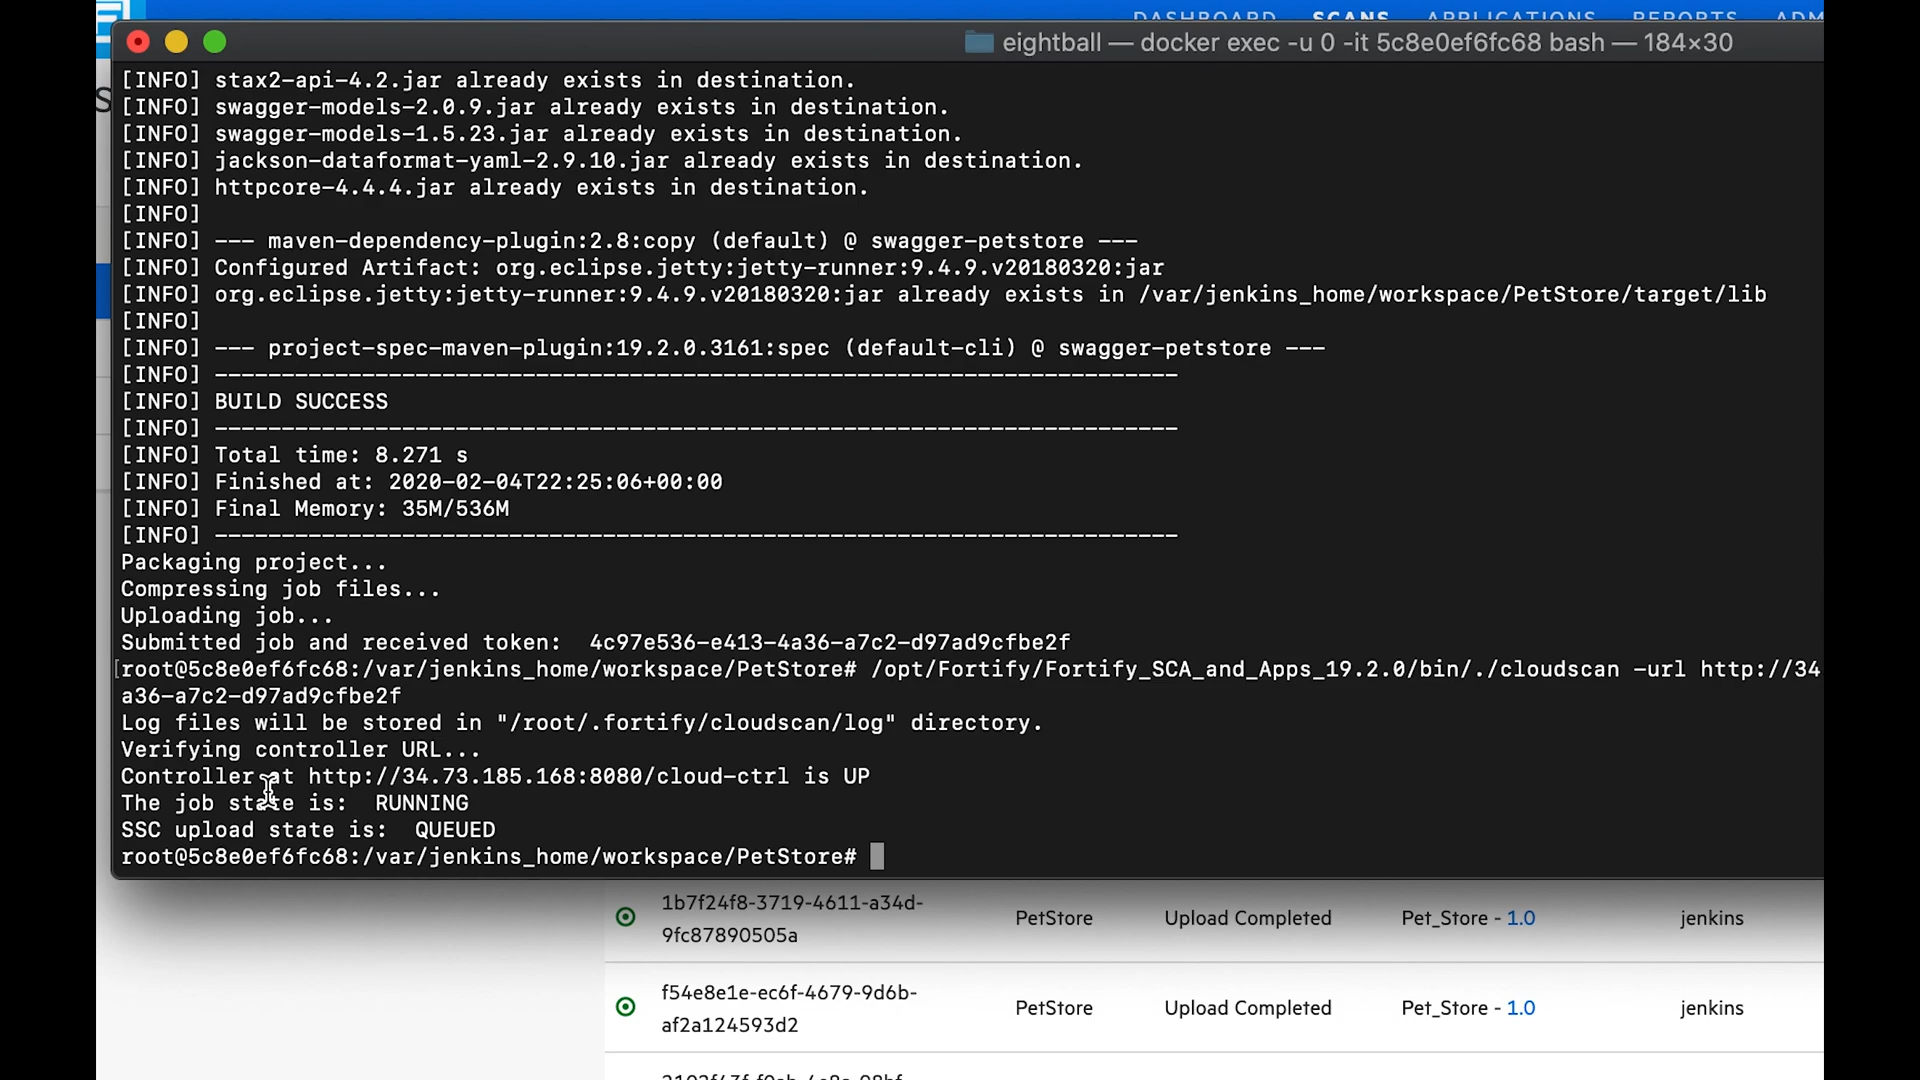 DASHBOARD SCANS APPLICATIONS REPORTS ADM
eightball — docker exec -u 0 -it 5c8e0ef6fc68 bash — 184×30
[INFO] stax2-api-4.2.jar already exists in destination.
[INFO] swagger-models-2.0.9.jar already exists in destination.
[INFO] swagger-models-1.5.23.jar already exists in destination.
[INFO] jackson-dataformat-yaml-2.9.10.jar already exists in destination.
[INFO] httpcore-4.4.4.jar already exists in destination.
[INFO]
[INFO] --- maven-dependency-plugin:2.8:copy (default) @ swagger-petstore ---
[INFO] Configured Artifact: org.eclipse.jetty:jetty-runner:9.4.9.v20180320:jar
[INFO] org.eclipse.jetty:jetty-runner:9.4.9.v20180320:jar already exists in /var/jenkins_home/workspace/PetStore/target/lib
[INFO]
[INFO] --- project-spec-maven-plugin:19.2.0.3161:spec (default-cli) @ swagger-petstore ---
[INFO] ------------------------------------------------------------------------
[INFO] BUILD SUCCESS
[INFO] ------------------------------------------------------------------------
[INFO] Total time: 8.271 s
[INFO] Finished at: 2020-02-04T22:25:06+00:00
[INFO] Final Memory: 35M/536M
[INFO] ------------------------------------------------------------------------
Packaging project...
Compressing job files...
Uploading job...
Submitted job and received token:  4c97e536-e413-4a36-a7c2-d97ad9cfbe2f
[root@5c8e0ef6fc68:/var/jenkins_home/workspace/PetStore# /opt/Fortify/Fortify_SCA_and_Apps_19.2.0/bin/./cloudscan -url http://34
a36-a7c2-d97ad9cfbe2f
Log files will be stored in "/root/.fortify/cloudscan/log" directory.
Verifying controller URL...
Controller at http://34.73.185.168:8080/cloud-ctrl is UP
The job state is:  RUNNING
SSC upload state is:  QUEUED
root@5c8e0ef6fc68:/var/jenkins_home/workspace/PetStore#
1b7f24f8-3719-4611-a34d-
9fc87890505a PetStore Upload Completed Pet_Store - 1.0 jenkins
f54e8e1e-ec6f-4679-9d6b-
af2a124593d2 PetStore Upload Completed Pet_Store - 1.0 jenkins